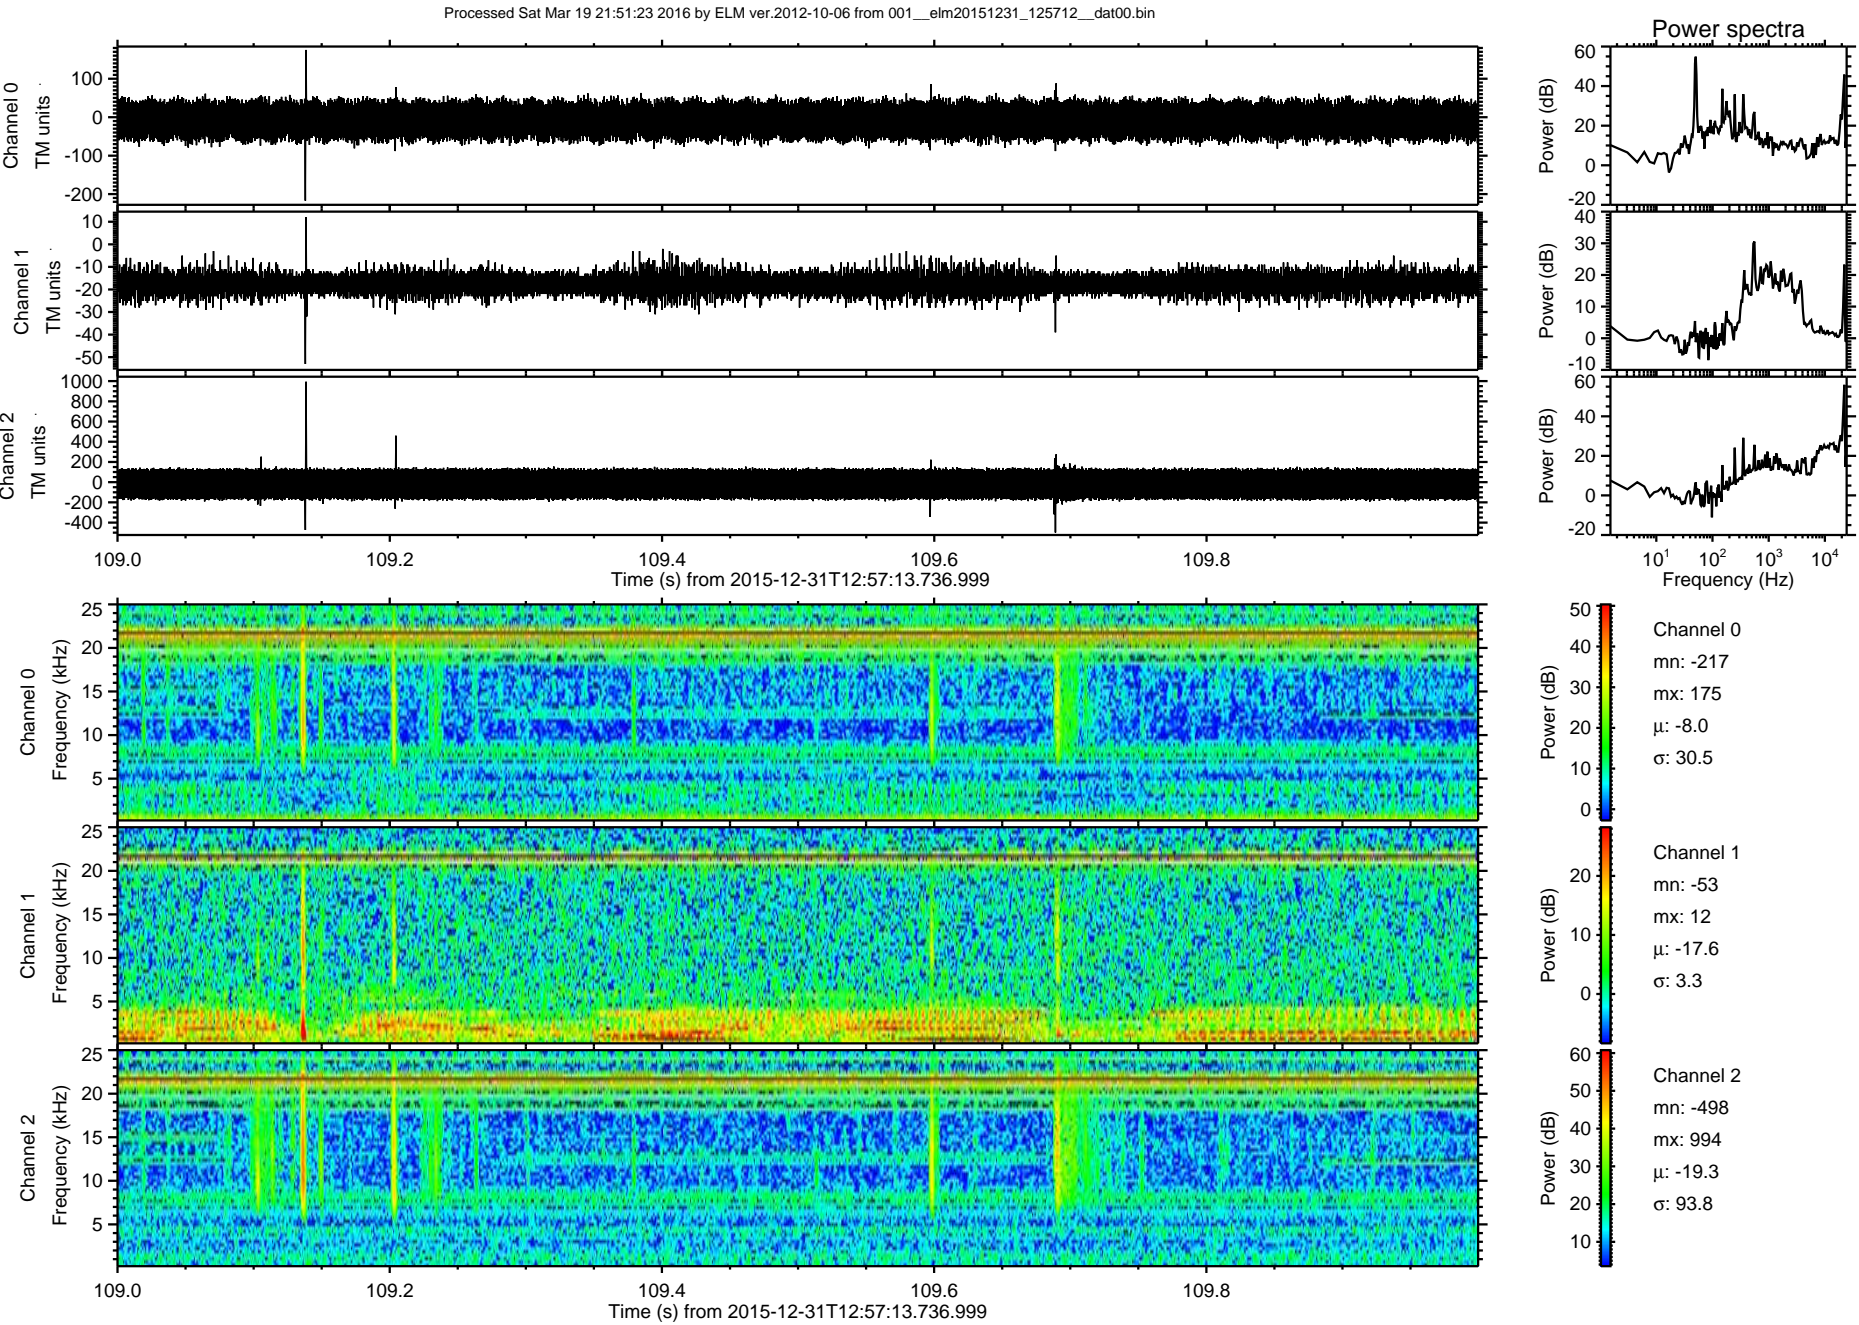 Processed Sat Mar 19 21:51:23 2016 by ELM ver.2012-10-06 from 001__elm20151231_125712__dat00.bin
Power spectra
Channel 0
TM units
100
0
-100
-200
Power (dB)
60
40
20
0
-20
Channel 1
TM units
10
0
-10
-20
-30
-40
-50
Power (dB)
40
30
20
10
0
-10
Channel 2
TM units
1000
800
600
400
200
0
-200
-400
Power (dB)
60
40
20
0
-20
109.0 109.2 109.4 109.6 109.8
Time (s) from 2015-12-31T12:57:13.736.999
10¹ 10² 10³ 10⁴
Frequency (Hz)
Channel 0
Frequency (kHz)
25
20
15
10
5
Power (dB)
50
40
30
20
10
0
Channel 0
mn: -217
mx: 175
μ: -8.0
σ: 30.5
Channel 1
Frequency (kHz)
25
20
15
10
5
Power (dB)
20
10
0
Channel 1
mn: -53
mx: 12
μ: -17.6
σ: 3.3
Channel 2
Frequency (kHz)
25
20
15
10
5
Power (dB)
60
50
40
30
20
10
Channel 2
mn: -498
mx: 994
μ: -19.3
σ: 93.8
109.0 109.2 109.4 109.6 109.8
Time (s) from 2015-12-31T12:57:13.736.999